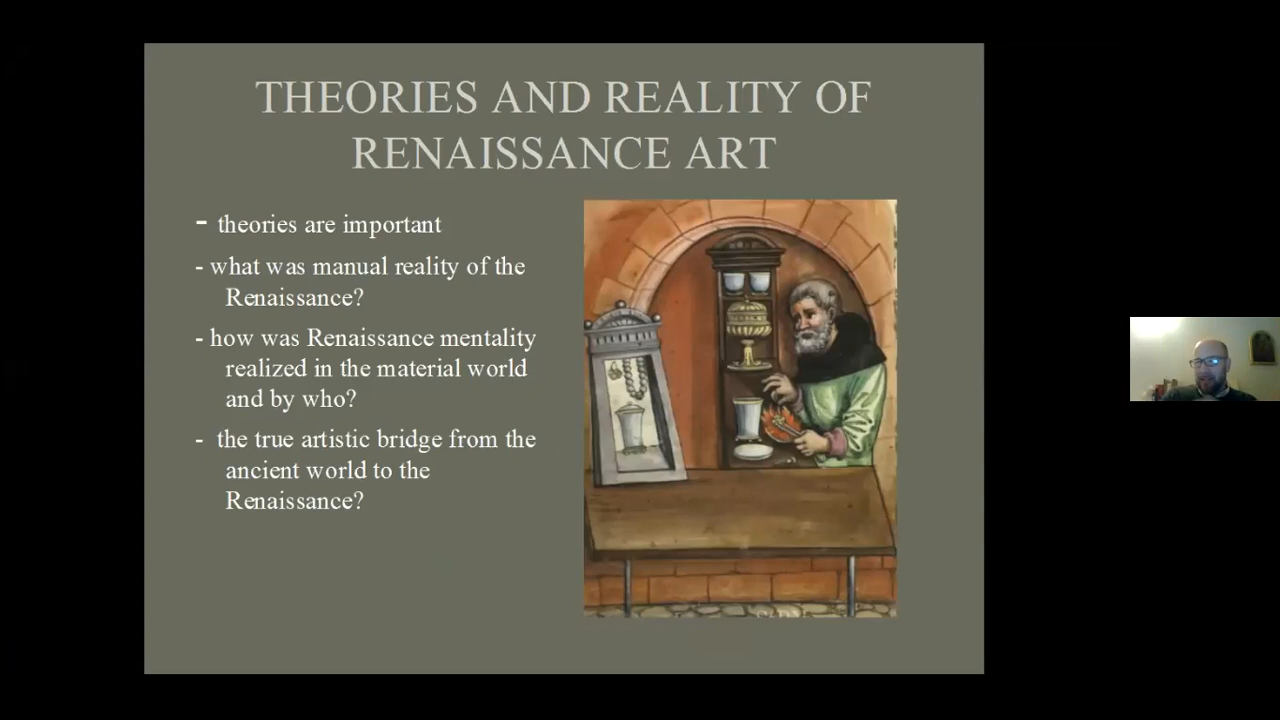 THEORIES AND REALITY OF
RENAISSANCE ART
- theories are important
- what was manual reality of the
Renaissance?
- how was Renaissance mentality
realized in the material world
and by who?
- the true artistic bridge from the
ancient world to the
Renaissance?